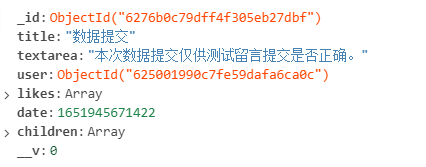 _id: ObjectId("6276b0c79dff4f305eb27dbf")
title: "数据提交"
textarea: "本次数据提交仅供测试留言提交是否正确。"
user: ObjectId("625001990c7fe59dafa6ca0c")
> likes: Array
date: 1651945671422
> children: Array
__v: 0